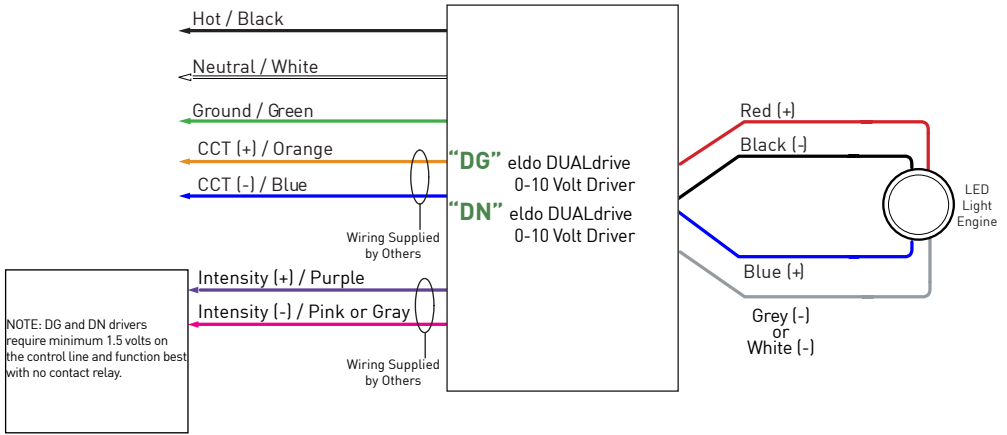 Hot / Black
Neutral / White
Ground / Green
CCT (+) / Orange
CCT (-) / Blue
Wiring Supplied
by Others
Intensity (+) / Purple
Intensity (-) / Pink or Gray
Wiring Supplied
by Others
NOTE: DG and DN drivers
require minimum 1.5 volts on
the control line and function best
with no contact relay.
“DG” eldo DUALdrive
0-10 Volt Driver
“DN” eldo DUALdrive
0-10 Volt Driver
Red (+)
Black (-)
LED
Light
Engine
Blue (+)
Grey (-)
or
White (-)